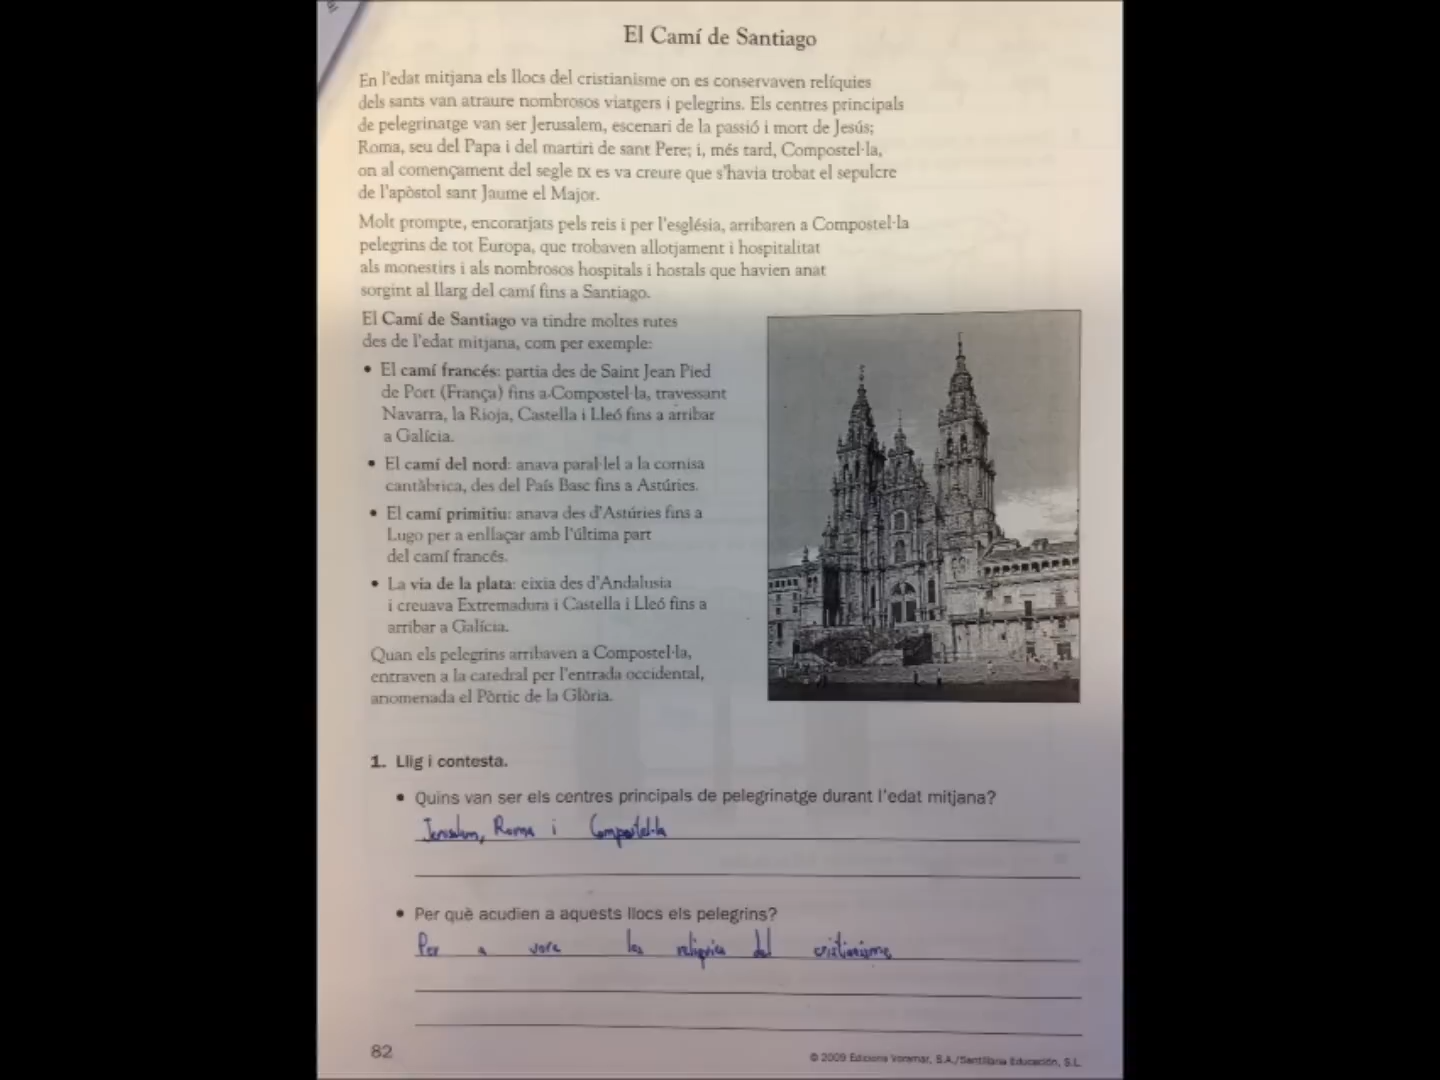 El Camí de Santiago
En l'edat mitjana els llocs del cristianisme on es conservaven relíquies
dels sants van atraure nombrosos viatgers i pelegrins. Els centres principals
de pelegrinatge van ser Jerusalem, escenari de la passió i mort de Jesús;
Roma, seu del Papa i del martiri de sant Pere; i, més tard, Compostel·la,
on al començament del segle IX es va creure que s'havia trobat el sepulcre
de l'apòstol sant Jaume el Major.
Molt prompte, encoratjats pels reis i per l'església, arribaren a Compostel·la
pelegrins de tot Europa, que trobaven allotjament i hospitalitat
als monestirs i als nombrosos hospitals i hostals que havien anat
sorgint al llarg del camí fins a Santiago.
El Camí de Santiago va tindre moltes rutes
des de l'edat mitjana, com per exemple:
• El camí francés: partia des de Saint Jean Pied
de Port (França) fins a Compostel·la, travessant
Navarra, la Rioja, Castella i Lleó fins a arribar
a Galícia.
• El camí del nord: anava paral·lel a la cornisa
cantàbrica, des del País Basc fins a Astúries.
• El camí primitiu: anava des d'Astúries fins a
Lugo per a enllaçar amb l'última part
del camí francés.
• La via de la plata: eixia des d'Andalusia
i creuava Extremadura i Castella i Lleó fins a
arribar a Galícia.
Quan els pelegrins arribaven a Compostel·la,
entraven a la catedral per l'entrada occidental,
anomenada el Pòrtic de la Glòria.
1. Llig i contesta.
• Quins van ser els centres principals de pelegrinatge durant l'edat mitjana?
Jerusalem, Roma i Compostel·la
• Per què acudien a aquests llocs els pelegrins?
Per a vore les reliquies del cristianisme
82
© 2009 Edicions Voramar, S.A./Santillana Educación, S.L.